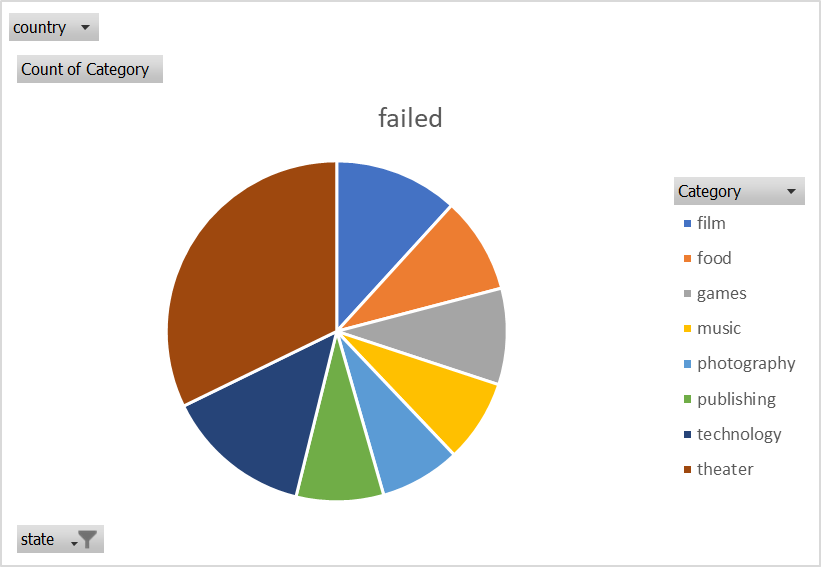 country
Count of Category
failed
Category
film
food
games
music
photography
publishing
technology
theater
state